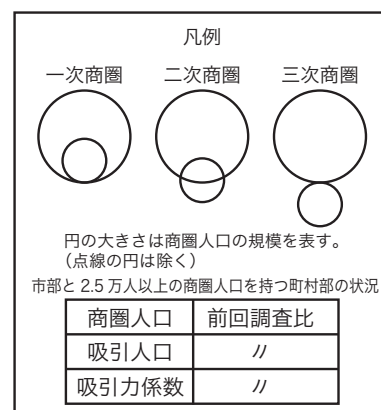 凡例
一次商圏 二次商圏 三次商圏
円の大きさは商圏人口の規模を表す。
(点線の円は除く)
市部と 2.5 万人以上の商圏人口を持つ町村部の状況
商圏人口 前回調査比
吸引人口 〃
吸引力係数 〃